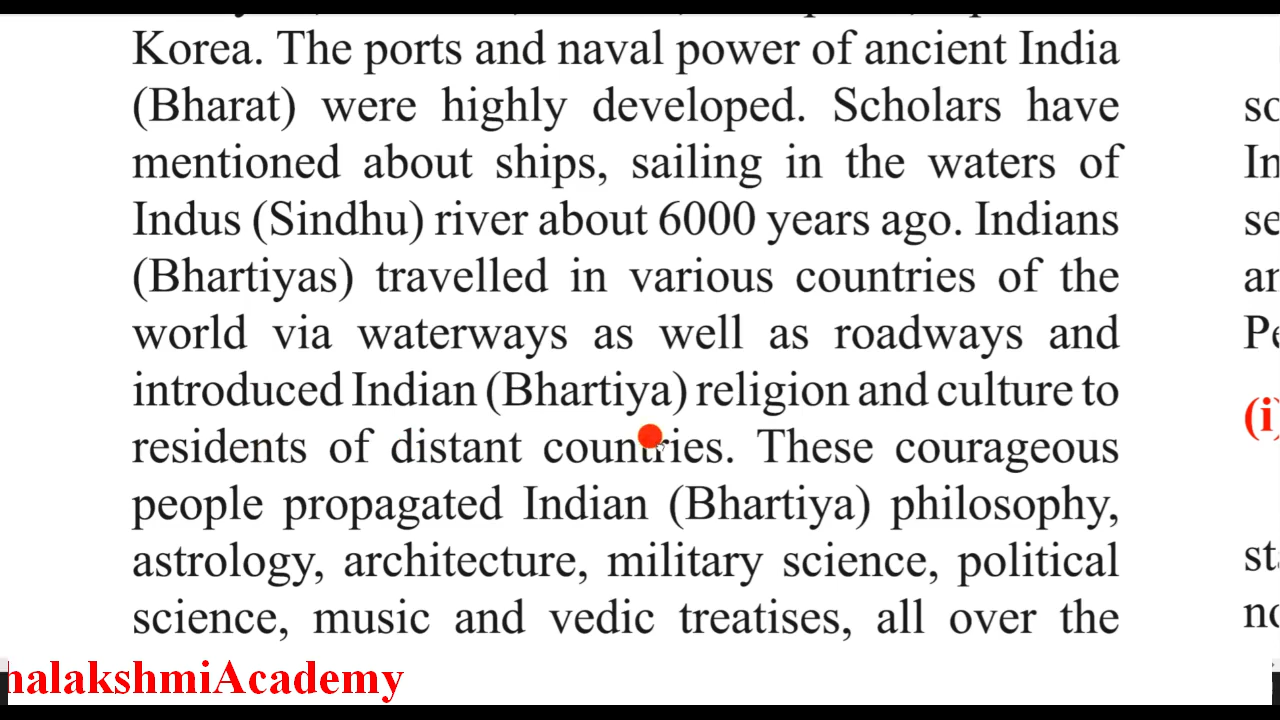 Korea. The ports and naval power of ancient India
(Bharat) were highly developed. Scholars have
mentioned about ships, sailing in the waters of
Indus (Sindhu) river about 6000 years ago. Indians
(Bhartiyas) travelled in various countries of the
world via waterways as well as roadways and
introduced Indian (Bhartiya) religion and culture to
residents of distant countries. These courageous
people propagated Indian (Bhartiya) philosophy,
astrology, architecture, military science, political
science, music and vedic treatises, all over the
halakshmiAcademy
(i)